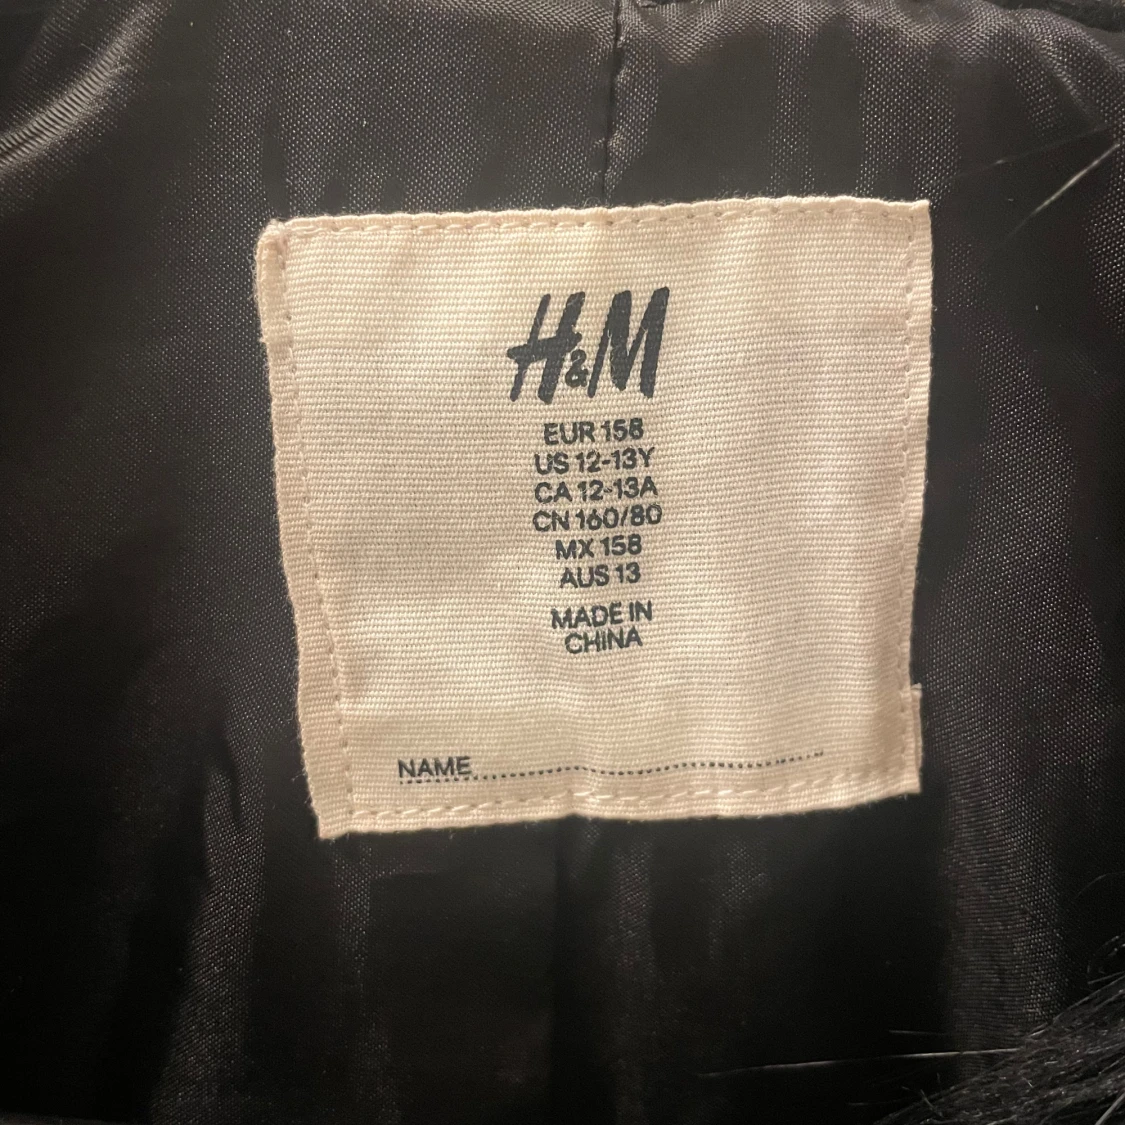 H&M
EUR 158
US 12-13Y
CA 12-13A
CN 160/80
MX 158
AUS 13
MADE IN
CHINA
NAME